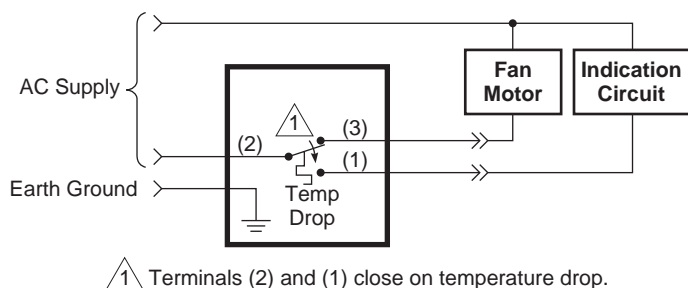 AC Supply
Earth Ground
Fan
Motor
Indication
Circuit
1
(2)
(3)
(1)
Temp
Drop
1 Terminals (2) and (1) close on temperature drop.